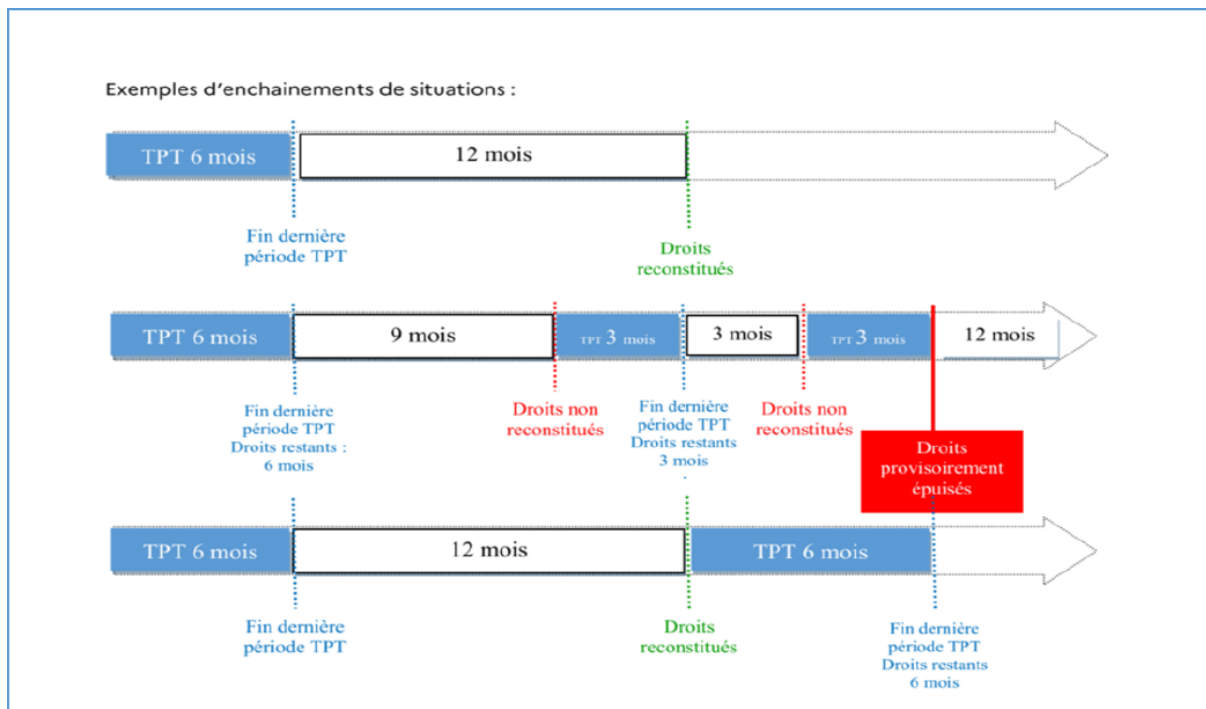 Exemples d'enchainements de situations :
TPT 6 mois
12 mois
Fin dernière
période TPT
Droits
reconstitués
TPT 6 mois
9 mois
TPT 3 mois
3 mois
TPT 3 mois
12 mois
Fin dernière
période TPT
Droits restants :
6 mois
Droits non
reconstitués
Fin dernière
période TPT
Droits restants
3 mois
Droits non
reconstitués
Droits
provisoirement
épuisés
TPT 6 mois
12 mois
TPT 6 mois
Fin dernière
période TPT
Droits
reconstitués
Fin dernière
période TPT
Droits restants
6 mois